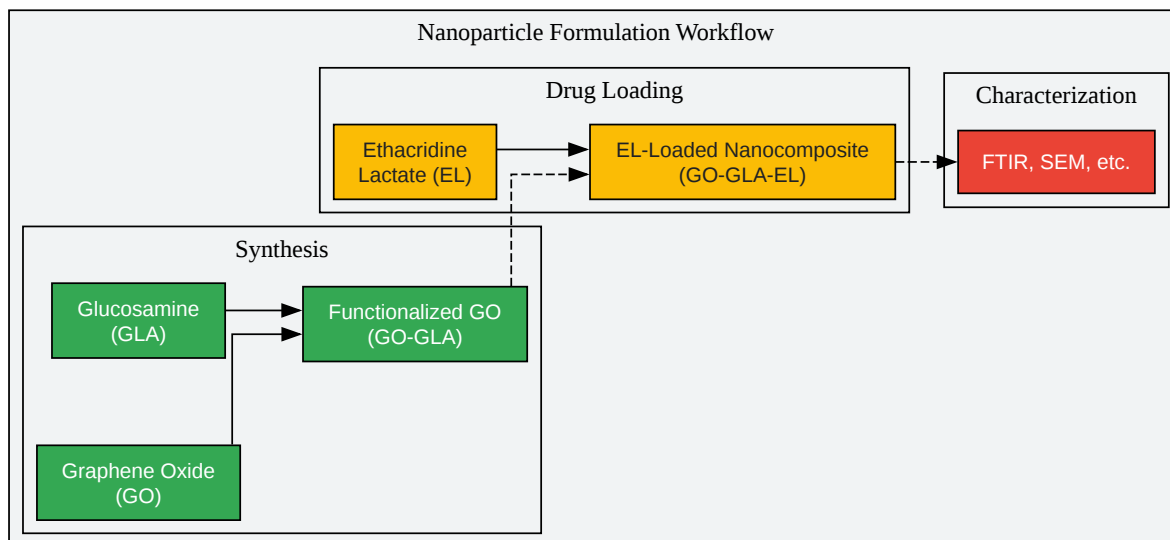 Nanoparticle Formulation Workflow
Drug Loading
Characterization
Ethacridine
Lactate (EL)
EL-Loaded Nanocomposite
(GO-GLA-EL)
FTIR, SEM, etc.
Synthesis
Glucosamine
(GLA)
Functionalized GO
(GO-GLA)
Graphene Oxide
(GO)